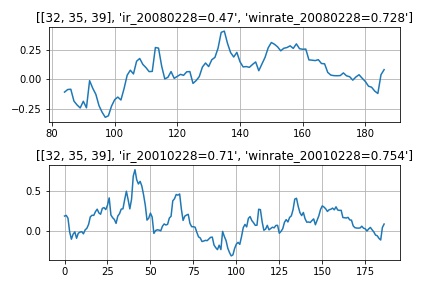 [[32, 35, 39], 'ir_20080228=0.47', 'winrate_20080228=0.728']
0.25
0.00
−0.25
80 100 120 140 160 180
[[32, 35, 39], 'ir_20010228=0.71', 'winrate_20010228=0.754']
0.5
0.0
0 25 50 75 100 125 150 175